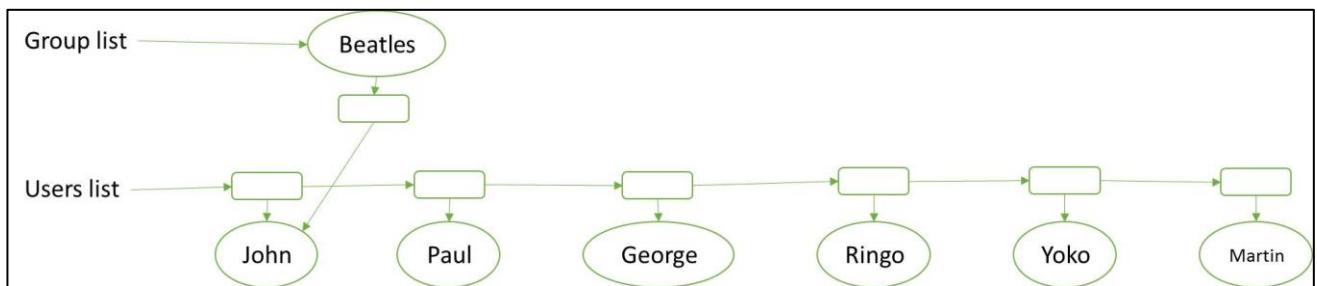 Group list
Beatles
Users list
John
Paul
George
Ringo
Yoko
Martin